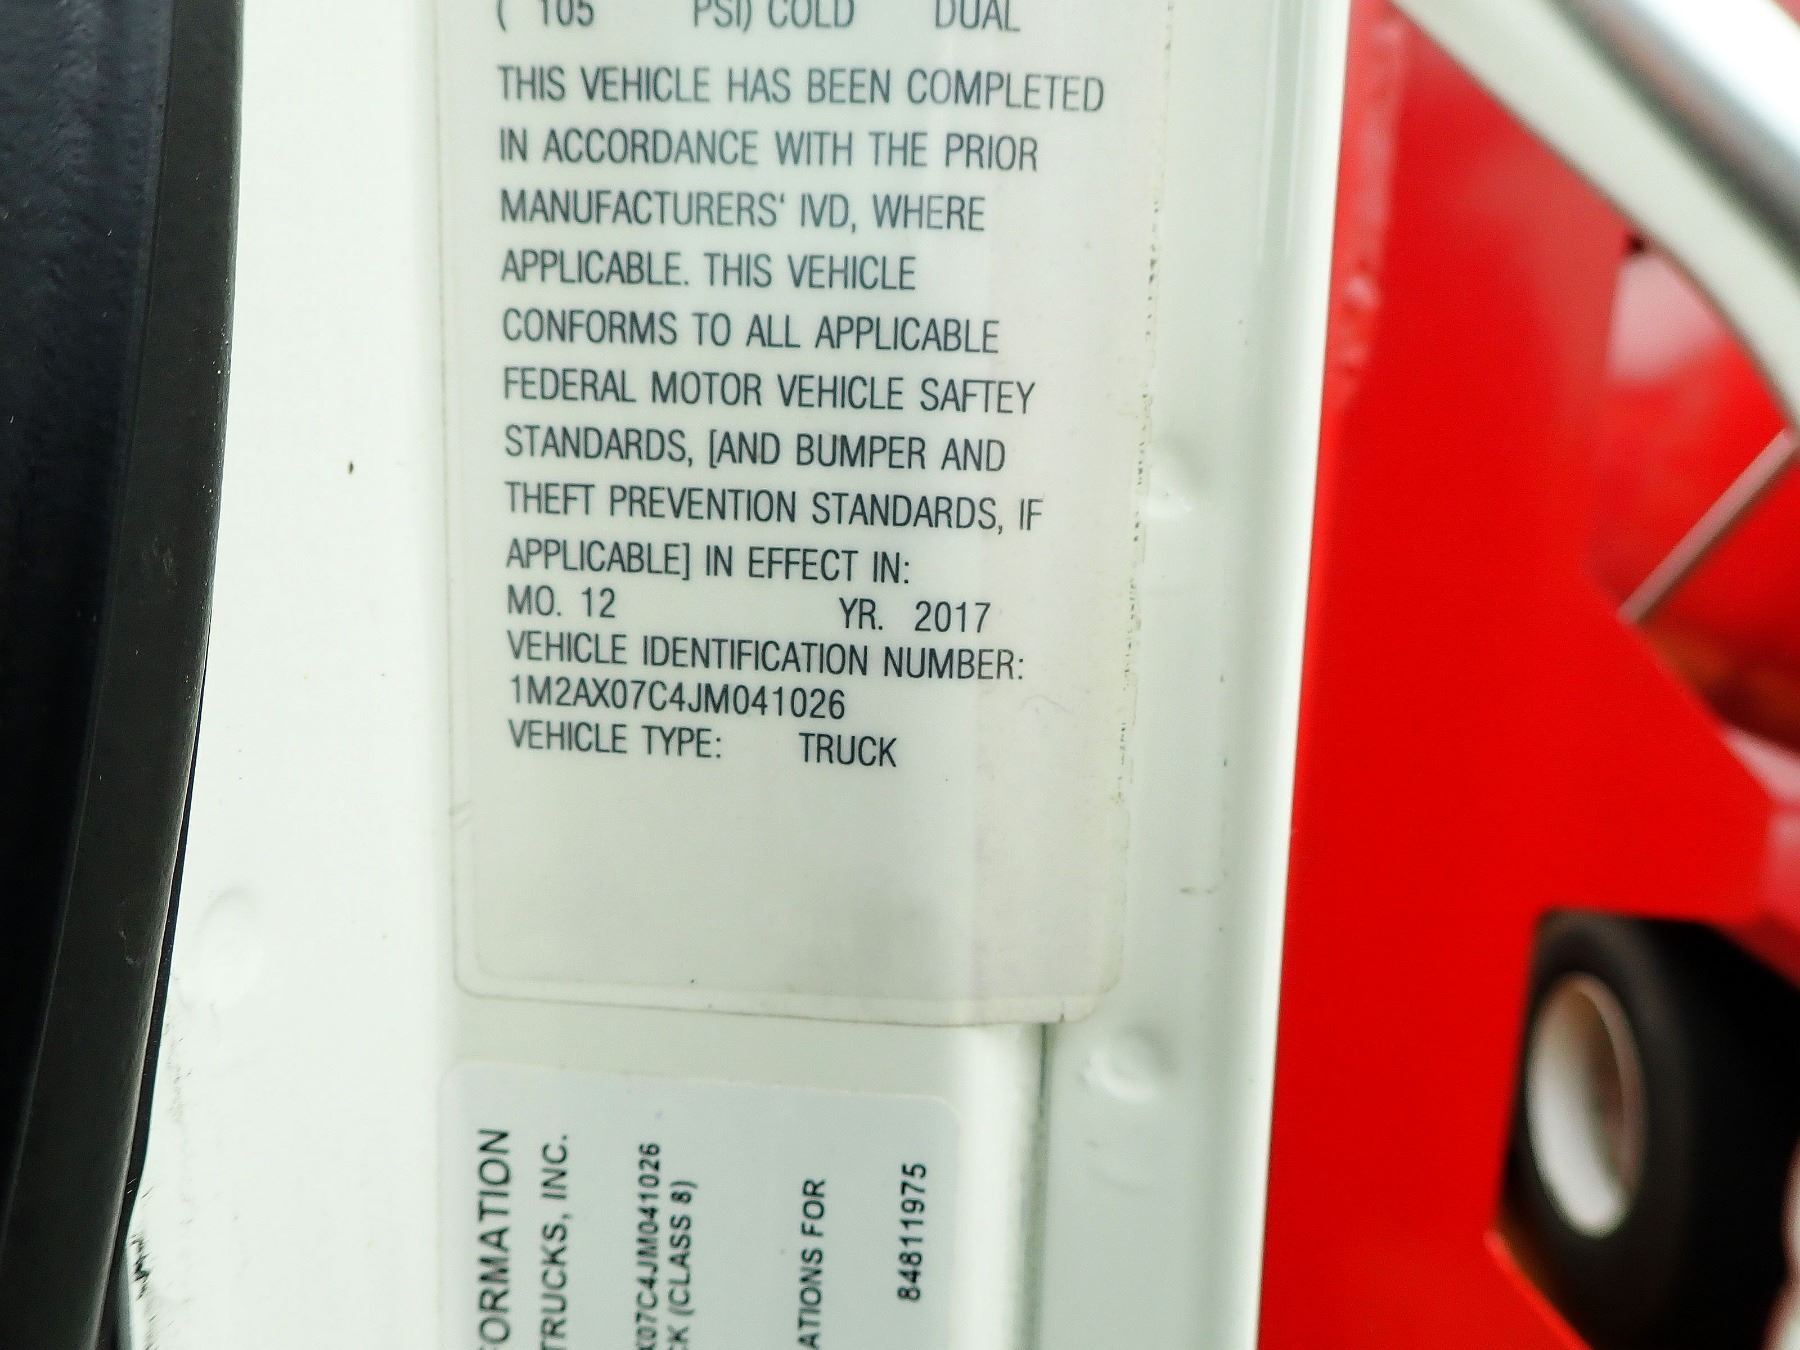 ( 105 PSI) COLD DUAL
THIS VEHICLE HAS BEEN COMPLETED
IN ACCORDANCE WITH THE PRIOR
MANUFACTURERS' IVD, WHERE
APPLICABLE. THIS VEHICLE
CONFORMS TO ALL APPLICABLE
FEDERAL MOTOR VEHICLE SAFTEY
STANDARDS, [AND BUMPER AND
THEFT PREVENTION STANDARDS, IF
APPLICABLE] IN EFFECT IN:
MO. 12 YR. 2017
VEHICLE IDENTIFICATION NUMBER:
1M2AX07C4JM041026
VEHICLE TYPE: TRUCK
ORMATION
TRUCKS, INC.
X07C4JM041026
CK (CLASS 8)
ATIONS FOR
84811975